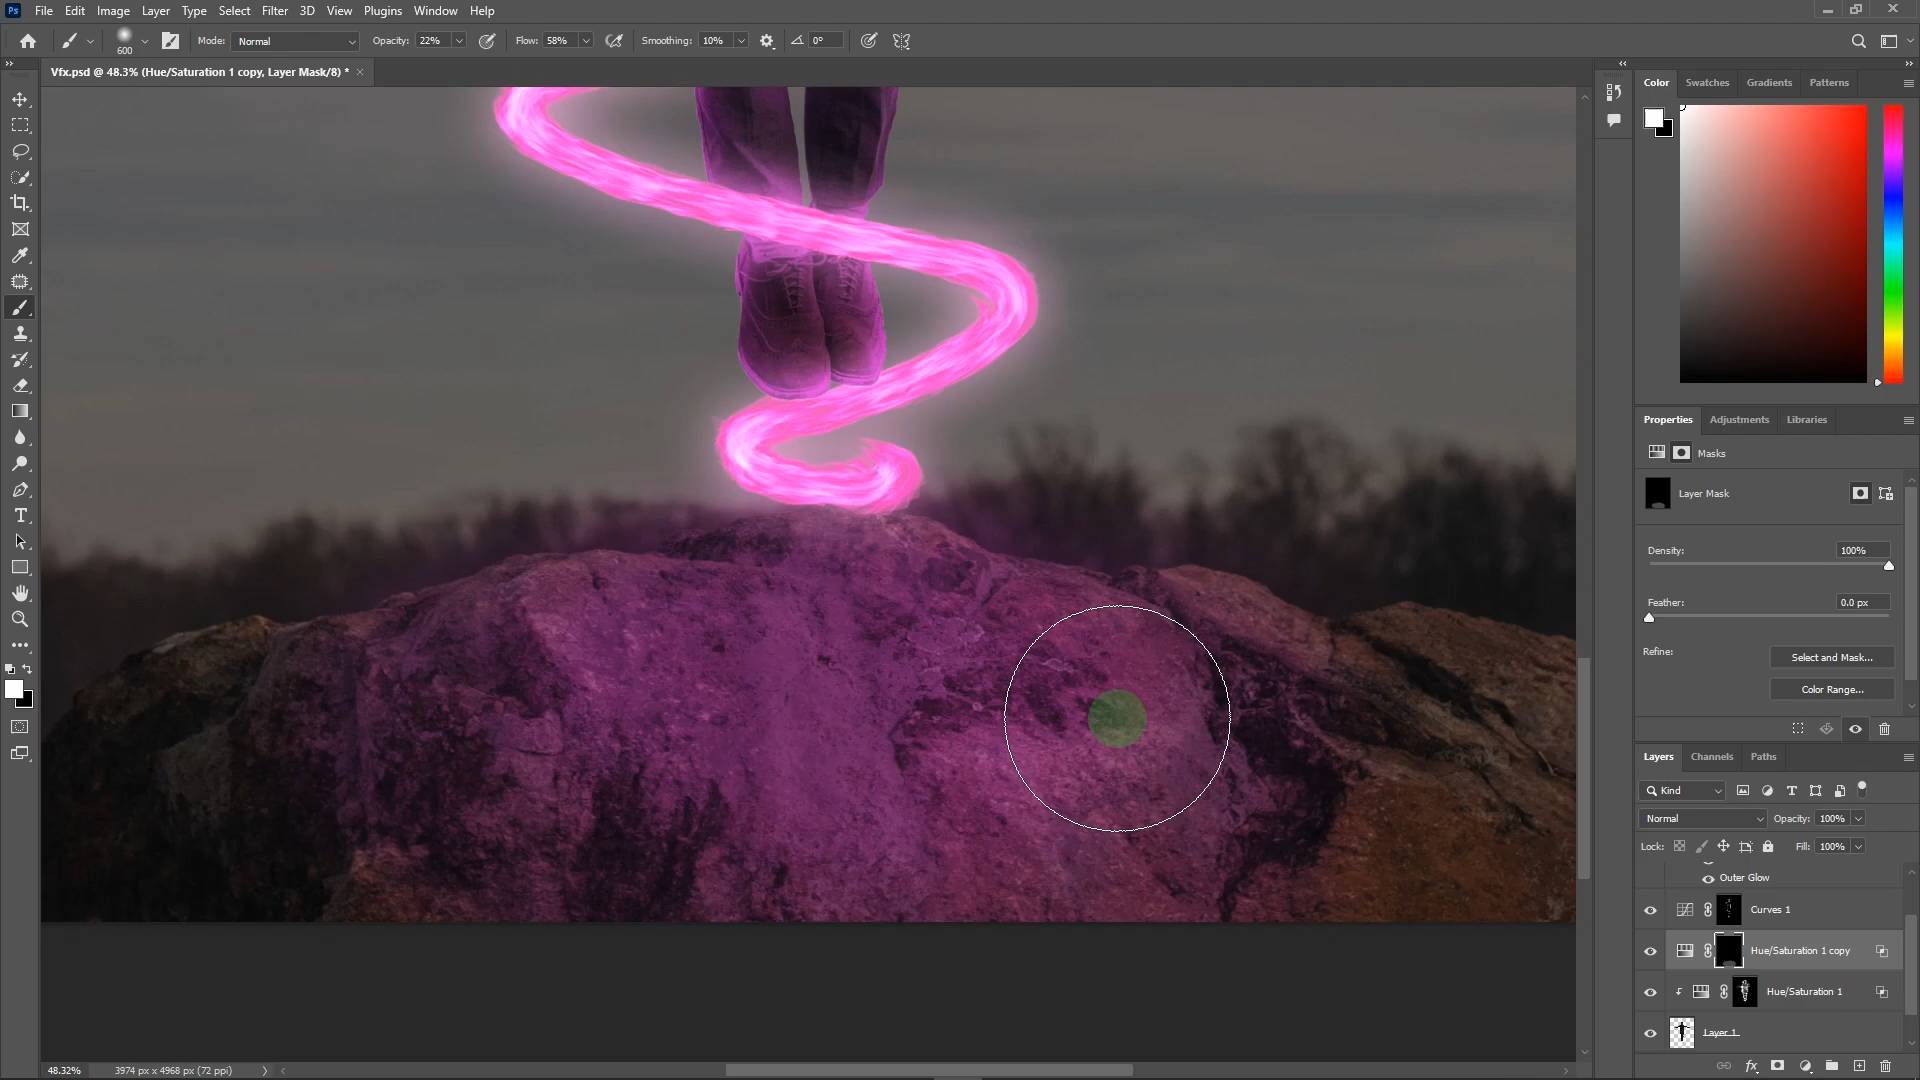 Ps File Edit Image Layer Type Select Filter 3D View Plugins Window Help
600 Mode: Normal Opacity: 22% Flow: 58% Smoothing: 10% 0°
Vfx.psd @ 48.3% (Hue/Saturation 1 copy, Layer Mask/8) *
Color Swatches Gradients Patterns
Properties Adjustments Libraries
Masks
Layer Mask
Density: 100%
Feather: 0.0 px
Refine: Select and Mask...
Color Range...
Layers Channels Paths
Kind
Normal Opacity: 100%
Lock: Fill: 100%
Outer Glow
Curves 1
Hue/Saturation 1 copy
Hue/Saturation 1
Layer 1
48.32% 3974 px x 4968 px (72 ppi)